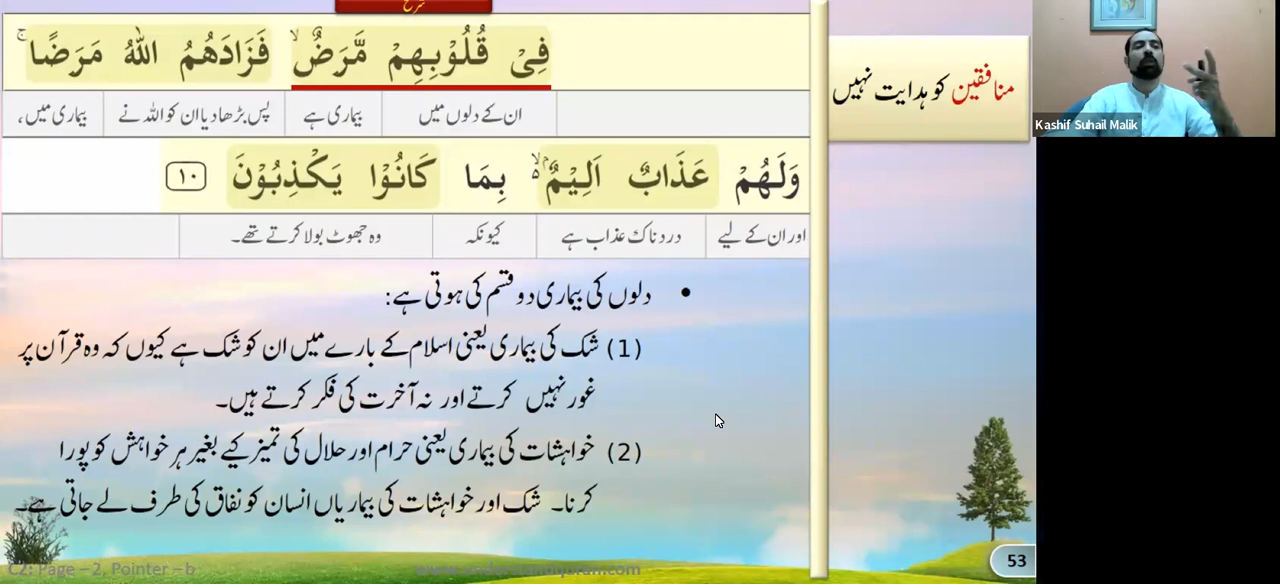 شرح
فِىْ قُلُوْبِهِمْ مَّرَضٌ ۙ فَزَادَهُمُ اللّٰهُ مَرَضًا ۚ
ان کے دلوں میں بیماری ہے پس بڑھا دیا ان کو اللہ نے بیماری میں،
وَلَهُمْ عَذَابٌ اَلِيْمٌ ۢ ۙ بِمَا كَانُوْا يَكْذِبُوْنَ ١٠
اور ان کے لیے دردناک عذاب ہے کیونکہ وہ جھوٹ بولا کرتے تھے۔
• دلوں کی بیماری دو قسم کی ہوتی ہے:
(1) شک کی بیماری یعنی اسلام کے بارے میں ان کو شک ہے کیوں کہ وہ قرآن پر
غور نہیں کرتے اور نہ آخرت کی فکر کرتے ہیں۔
(2) خواہشات کی بیماری یعنی حرام اور حلال کی تمیز کیے بغیر ہر خواہش کو پورا
کرنا۔ شک اور خواہشات کی بیماریاں انسان کو نفاق کی طرف لے جاتی ہے۔
منافقین کو ہدایت نہیں
Kashif Suhail Malik
C2: Page – 2, Pointer – b
www.understandquran.com
53